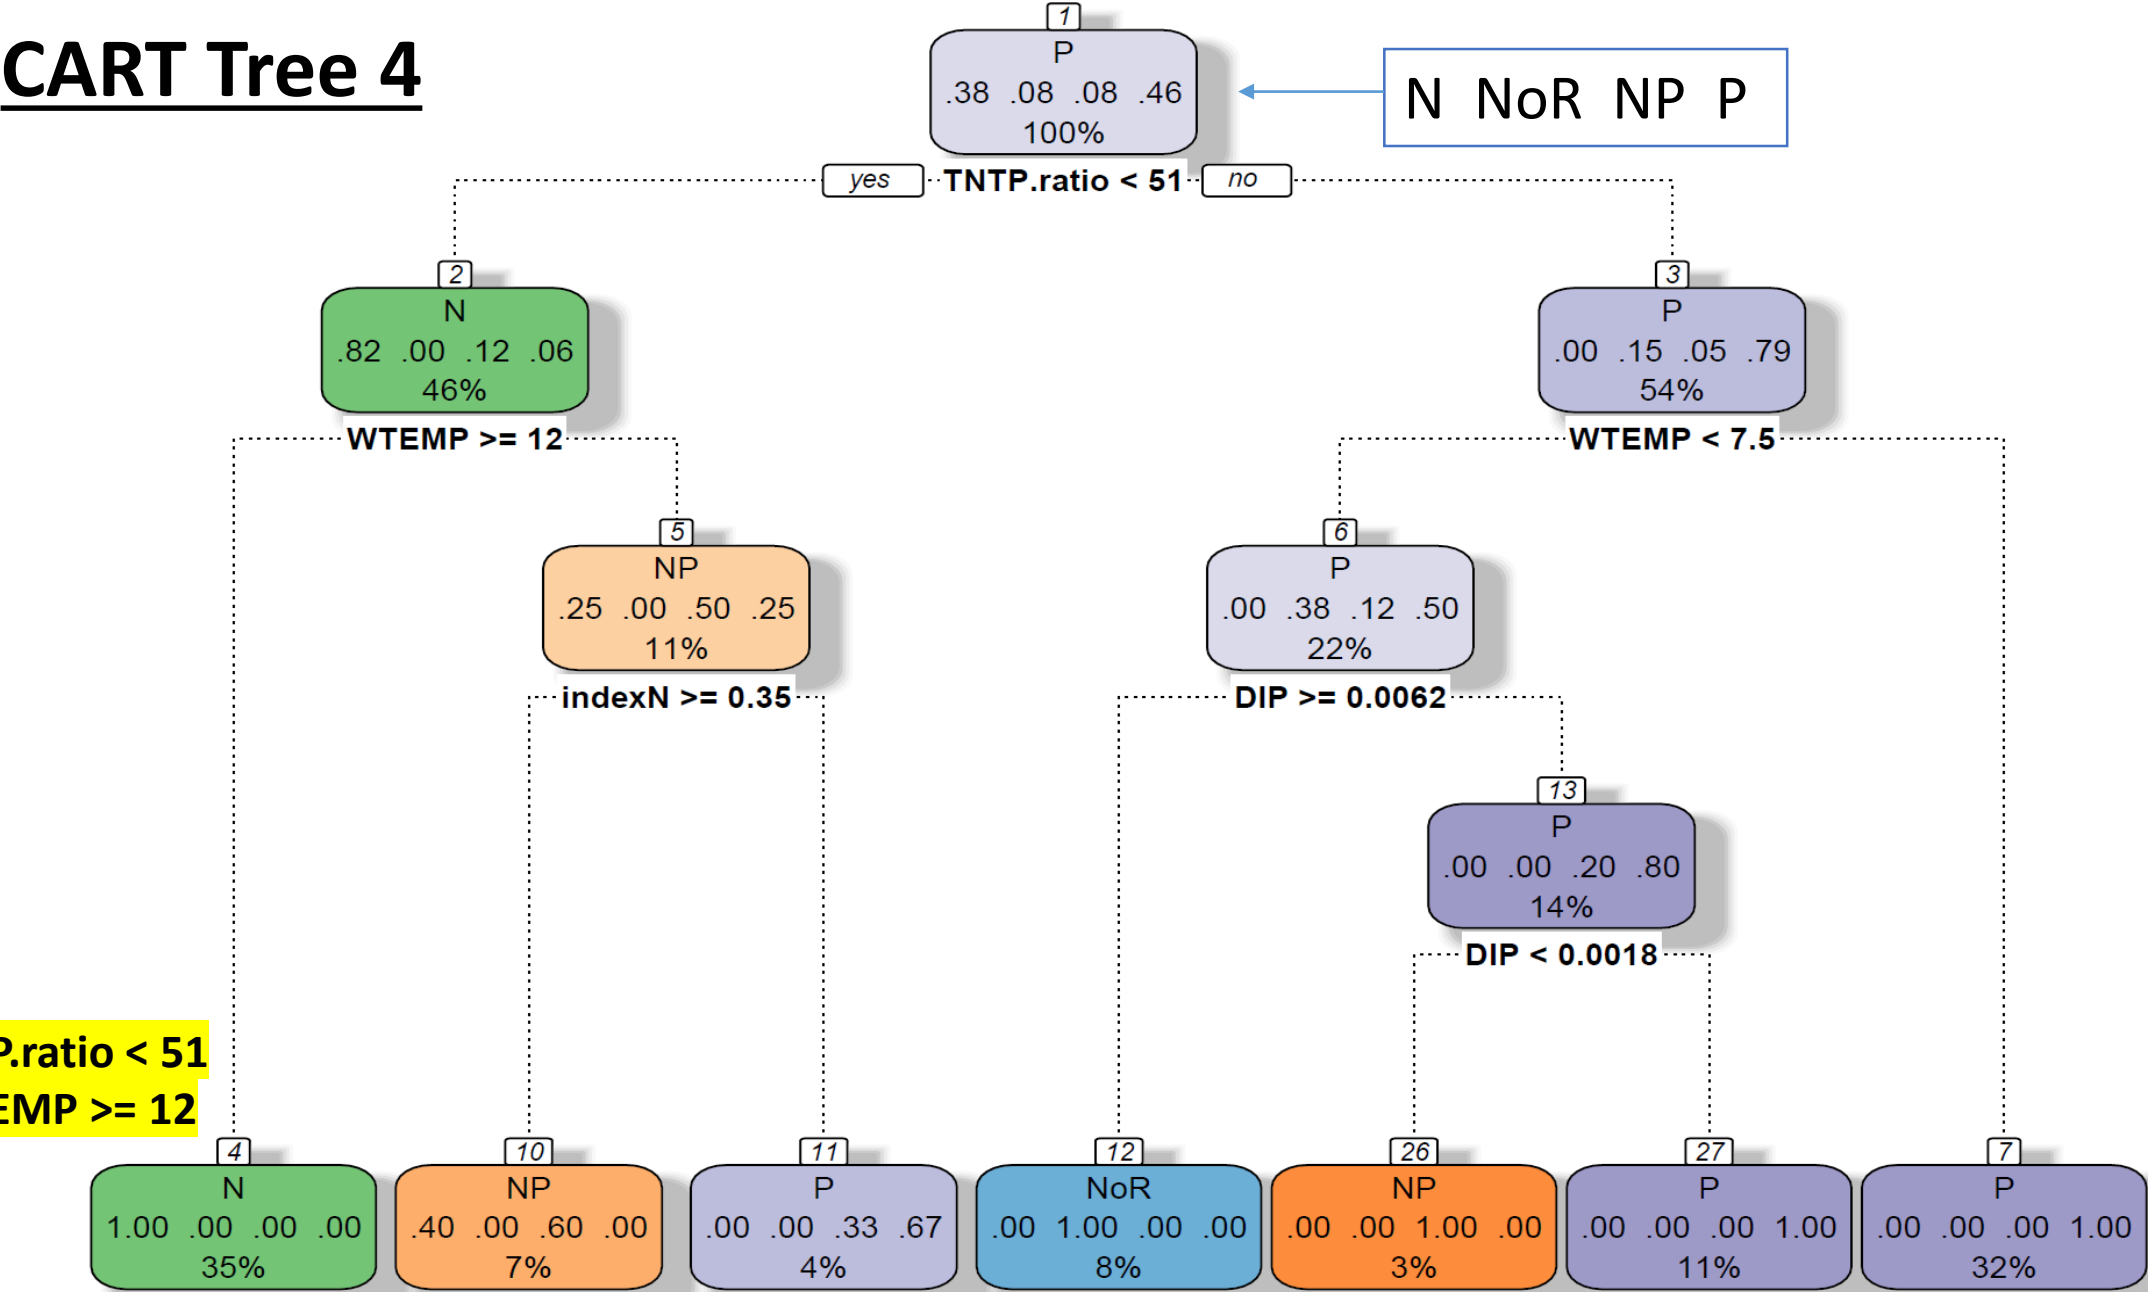 CART Tree 4
1
P
.38 .08 .08 .46
100%
N NoR NP P
yes TNTP.ratio < 51 no
2
N
.82 .00 .12 .06
46%
3
P
.00 .15 .05 .79
54%
WTEMP >= 12
WTEMP < 7.5
5
NP
.25 .00 .50 .25
11%
6
P
.00 .38 .12 .50
22%
indexN >= 0.35
DIP >= 0.0062
13
P
.00 .00 .20 .80
14%
DIP < 0.0018
P.ratio < 51
EMP >= 12
4
N
1.00 .00 .00 .00
35%
10
NP
.40 .00 .60 .00
7%
11
P
.00 .00 .33 .67
4%
12
NoR
.00 1.00 .00 .00
8%
26
NP
.00 .00 1.00 .00
3%
27
P
.00 .00 .00 1.00
11%
7
P
.00 .00 .00 1.00
32%